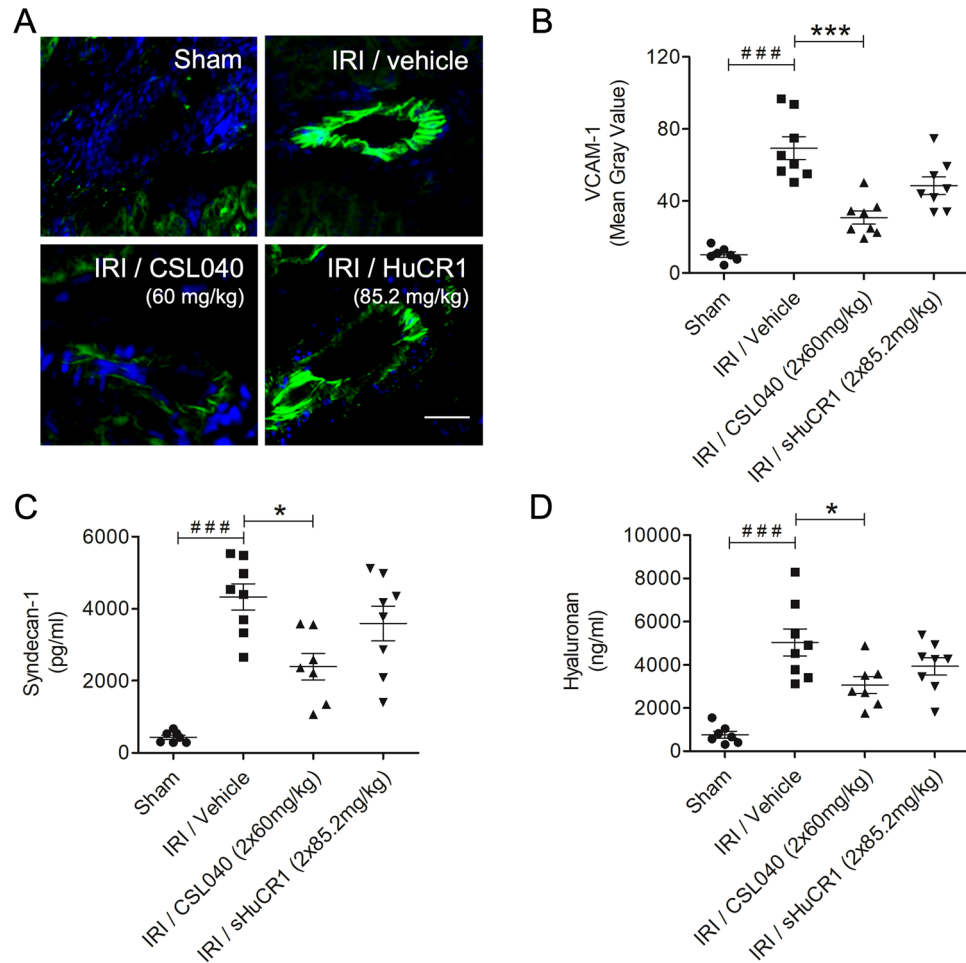 A
Sham
IRI / vehicle
IRI / CSL040
(60 mg/kg)
IRI / HuCR1
(85.2 mg/kg)
B
***
###
120
80
40
0
VCAM-1
(Mean Gray Value)
Sham
IRI / Vehicle
IRI / CSL040 (2x60mg/kg)
IRI / sHuCR1 (2x85.2mg/kg)
C
*
###
6000
4000
2000
0
Syndecan-1
(pg/ml)
Sham
IRI / Vehicle
IRI / CSL040 (2x60mg/kg)
IRI / sHuCR1 (2x85.2mg/kg)
D
*
###
10000
8000
6000
4000
2000
0
Hyaluronan
(ng/ml)
Sham
IRI / Vehicle
IRI / CSL040 (2x60mg/kg)
IRI / sHuCR1 (2x85.2mg/kg)